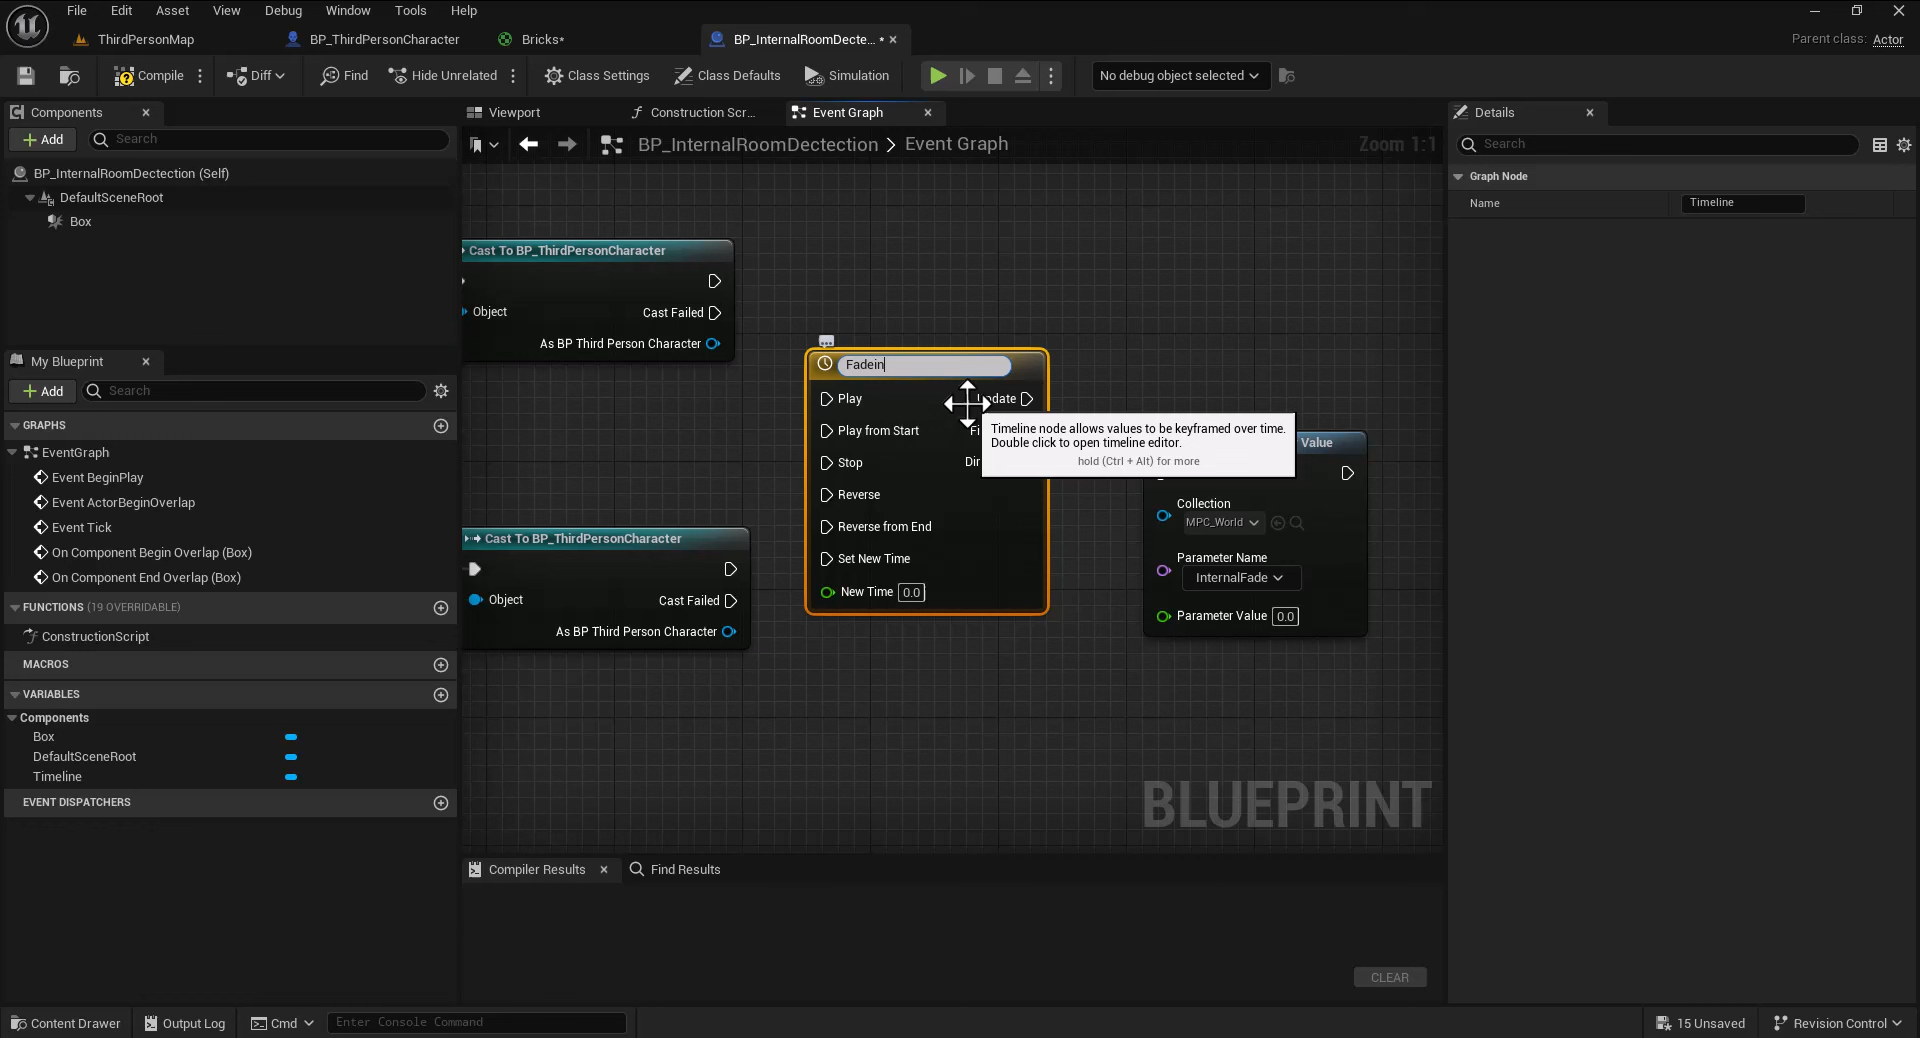 File Edit Asset View Debug Window Tools Help
ThirdPersonMap BP_ThirdPersonCharacter Bricks* BP_InternalRoomDecte... *
Parent class: Actor
Compile Diff Find Hide Unrelated Class Settings Class Defaults Simulation No debug object selected
Components
Add Search
BP_InternalRoomDectection (Self)
DefaultSceneRoot
Box
My Blueprint
Add Search
GRAPHS
EventGraph
Event BeginPlay
Event ActorBeginOverlap
Event Tick
On Component Begin Overlap (Box)
On Component End Overlap (Box)
FUNCTIONS (19 OVERRIDABLE)
ConstructionScript
MACROS
VARIABLES
Components
Box
DefaultSceneRoot
Timeline
EVENT DISPATCHERS
Viewport Construction Scr... Event Graph
BP_InternalRoomDectection > Event Graph Zoom 1:1
Cast To BP_ThirdPersonCharacter
Object Cast Failed
As BP Third Person Character
Cast To BP_ThirdPersonCharacter
Object Cast Failed
As BP Third Person Character
Fadein
Play Update
Play from Start Fi
Stop Dir
Reverse
Reverse from End
Set New Time
New Time 0.0
Timeline node allows values to be keyframed over time.
Double click to open timeline editor.
hold (Ctrl + Alt) for more
Value
Collection
MPC_World
Parameter Name
InternalFade
Parameter Value 0.0
BLUEPRINT
Compiler Results Find Results
CLEAR
Details
Search
Graph Node
Name Timeline
Content Drawer Output Log Cmd Enter Console Command 15 Unsaved Revision Control